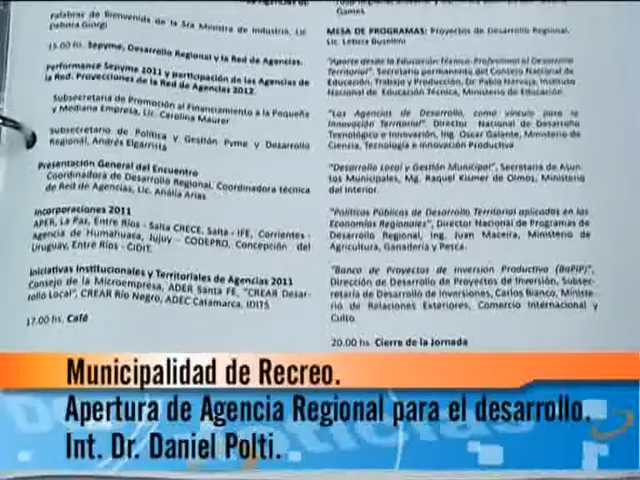 Palabras de Bienvenida de la Sra Ministra de Industria, Lic
Debora Giorgi
15.00 hs. Sepyme, Desarrollo Regional y la Red de Agencias.
Performance Sepyme 2011 y participación de las Agencias de
la Red. Proyecciones de la Red de Agencias 2012.
Subsecretaria de Promoción al Financiamiento a la Pequeña
y Mediana Empresa, Lic. Carolina Maurer
Subsecretario de Política y Gestión Pyme y Desarrollo
Regional, Andrés Elgarrista
Presentación General del Encuentro
Coordinadora de Desarrollo Regional, Coordinadora técnica
de Red de Agencias, Lic. Analía Arias
Incorporaciones 2011
APER, La Paz, Entre Ríos - Salta CRECE, Salta - IFE, Corrientes -
Agencia de Humahuaca, Jujuy - CODEPRO, Concepción del
Uruguay, Entre Ríos - CIDIT.
Iniciativas Institucionales y Territoriales de Agencias 2011
Consejo de la Microempresa, ADER Santa FE, "CREAR Desar-
rollo Local", CREAR Río Negro, ADEC Catamarca, IDITS
17.00 hs. Café
Games
MESA DE PROGRAMAS: Proyectos de Desarrollo Regional.
Lic. Leticia
"Aporte desde la Educación Técnico-Profesional al Desarrollo
Territorial". Secretario permanente del Consejo Nacional de
Educación, Trabajo y Producción, Dr. Pablo Narvaja, Instituto
Nacional de Educación Técnica, Ministerio de Educación.
"Las Agencias de Desarrollo, como vínculo para la
Innovación Territorial". Director Nacional de Desarrollo
Tecnológico e Innovación, Ing. Oscar Galante, Ministerio de
Ciencia, Tecnología e Innovación Productiva
"Desarrollo Local y Gestión Municipal", Secretaria de Asun-
tos Municipales, Mg. Raquel Kismer de Olmos, Ministerio
del Interior.
"Políticas Públicas de Desarrollo Territorial aplicadas en las
Economías Regionales", Director Nacional de Programas de
Desarrollo Regional, Ing. Juan Maceira, Ministerio de
Agricultura, Ganadería y Pesca.
"Banco de Proyectos de Inversión Productiva (BaPIP)",
Dirección de Desarrollo de Proyectos de Inversión, Subsec-
retaría de Desarrollo de Inversiones, Carlos Bianco, Ministe-
rio de Relaciones Exteriores, Comercio Internacional y
Culto.
20.00 hs. Cierre de la Jornada
Municipalidad de Recreo.
Apertura de Agencia Regional para el desarrollo.
Int. Dr. Daniel Polti.